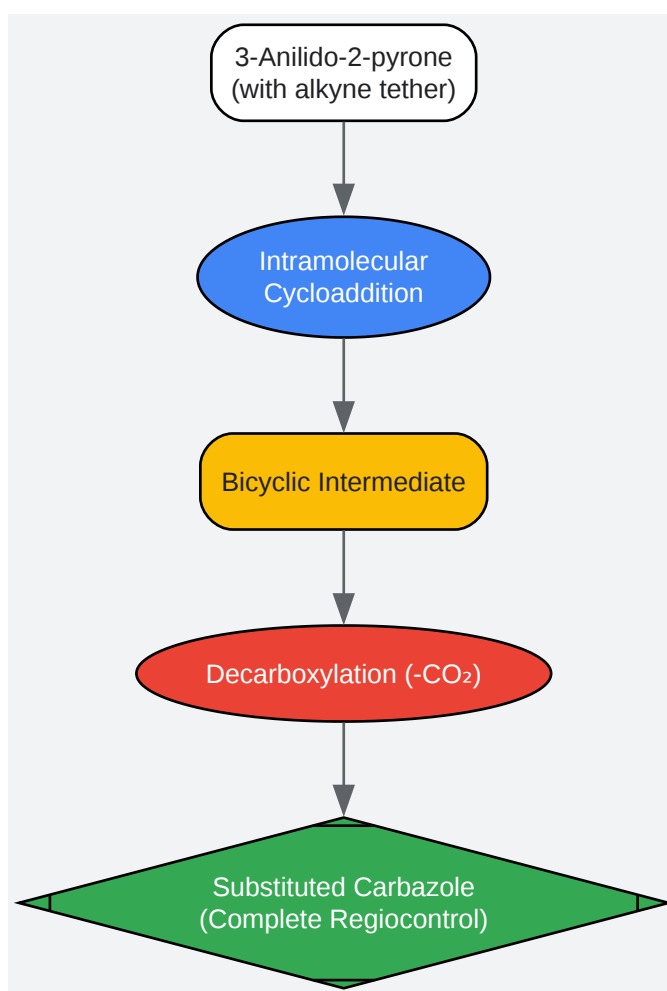 3-Anilido-2-pyrone
(with alkyne tether)
Intramolecular
Cycloaddition
Bicyclic Intermediate
Decarboxylation (-CO₂)
Substituted Carbazole
(Complete Regiocontrol)